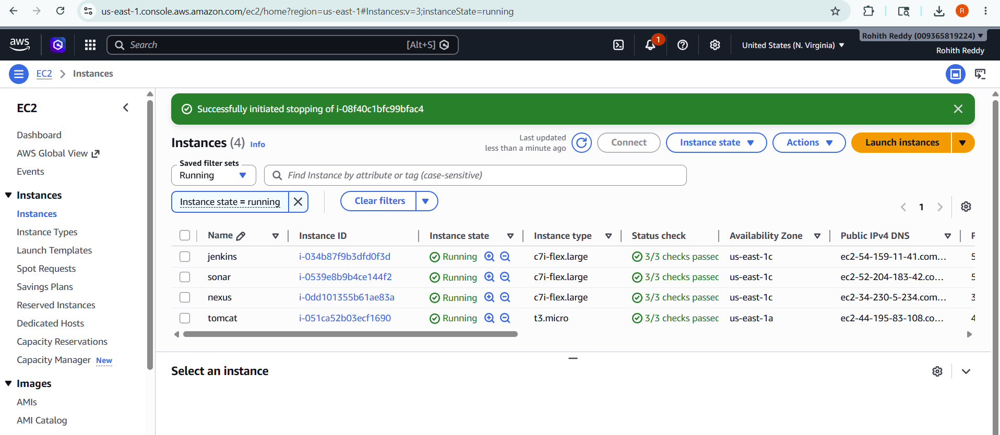 us-east-1.console.aws.amazon.com/ec2/home?region=us-east-1#Instances:v=3;instanceState=running
R
aws
Search
[Alt+S]
1
United States (N. Virginia)
Rohith Reddy (009365819224)
Rohith Reddy
EC2
Instances
EC2
Dashboard
AWS Global View
Events
Instances
Instances
Instance Types
Launch Templates
Spot Requests
Savings Plans
Reserved Instances
Dedicated Hosts
Capacity Reservations
Capacity Manager New
Images
AMIs
AMI Catalog
Successfully initiated stopping of i-08f40c1bfc99bfac4
Instances (4) Info
Last updated
less than a minute ago
Connect
Instance state
Actions
Launch instances
Saved filter sets
Running
Find Instance by attribute or tag (case-sensitive)
Instance state = running
Clear filters
1
Name Instance ID Instance state Instance type Status check Availability Zone Public IPv4 DNS P
jenkins i-034b87f9b3dfd0f3d Running c7i-flex.large 3/3 checks passed us-east-1c ec2-54-159-11-41.com… 5
sonar i-0539e8b9b4ce144f2 Running c7i-flex.large 3/3 checks passed us-east-1c ec2-52-204-183-42.co… 5
nexus i-0dd101355b61ae83a Running c7i-flex.large 3/3 checks passed us-east-1c ec2-34-230-5-234.com… 3
tomcat i-051ca52b03ecf1690 Running t3.micro 3/3 checks passed us-east-1a ec2-44-195-83-108.co… 4
Select an instance